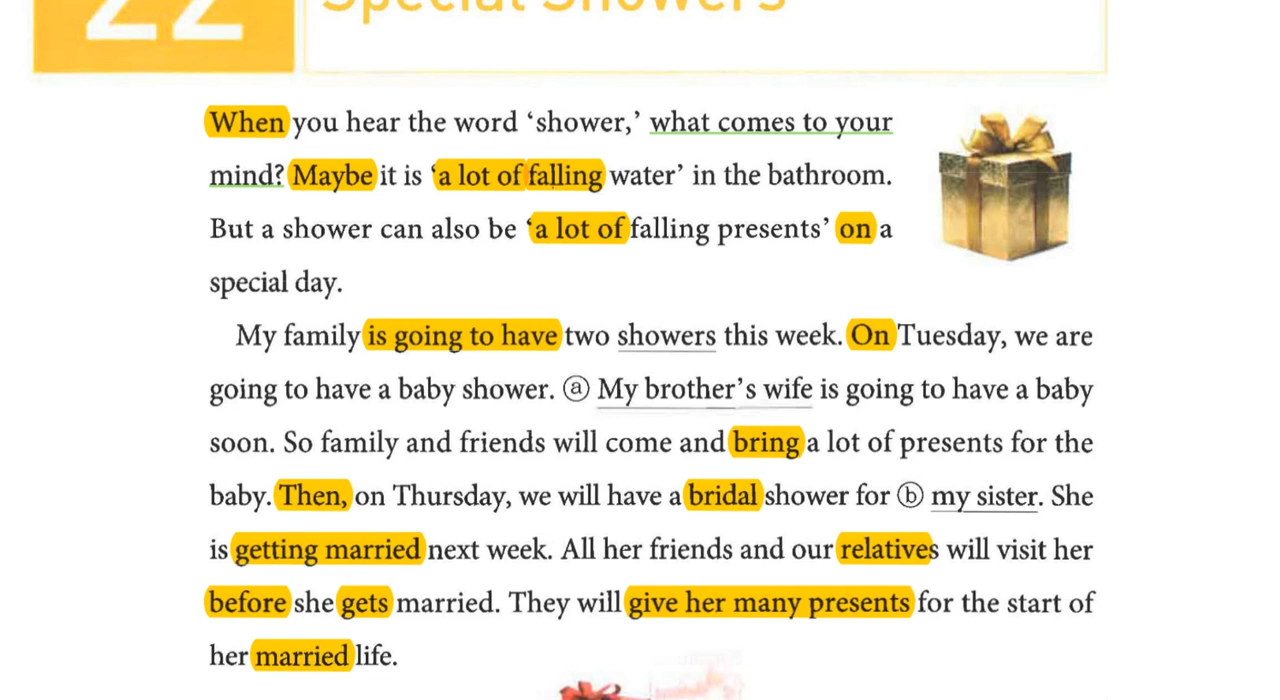 22
Special Showers
When you hear the word ‘shower,’ what comes to your
mind? Maybe it is ‘a lot of falling water’ in the bathroom.
But a shower can also be ‘a lot of falling presents’ on a
special day.
My family is going to have two showers this week. On Tuesday, we are
going to have a baby shower. ⓐ My brother’s wife is going to have a baby
soon. So family and friends will come and bring a lot of presents for the
baby. Then, on Thursday, we will have a bridal shower for ⓑ my sister. She
is getting married next week. All her friends and our relatives will visit her
before she gets married. They will give her many presents for the start of
her married life.